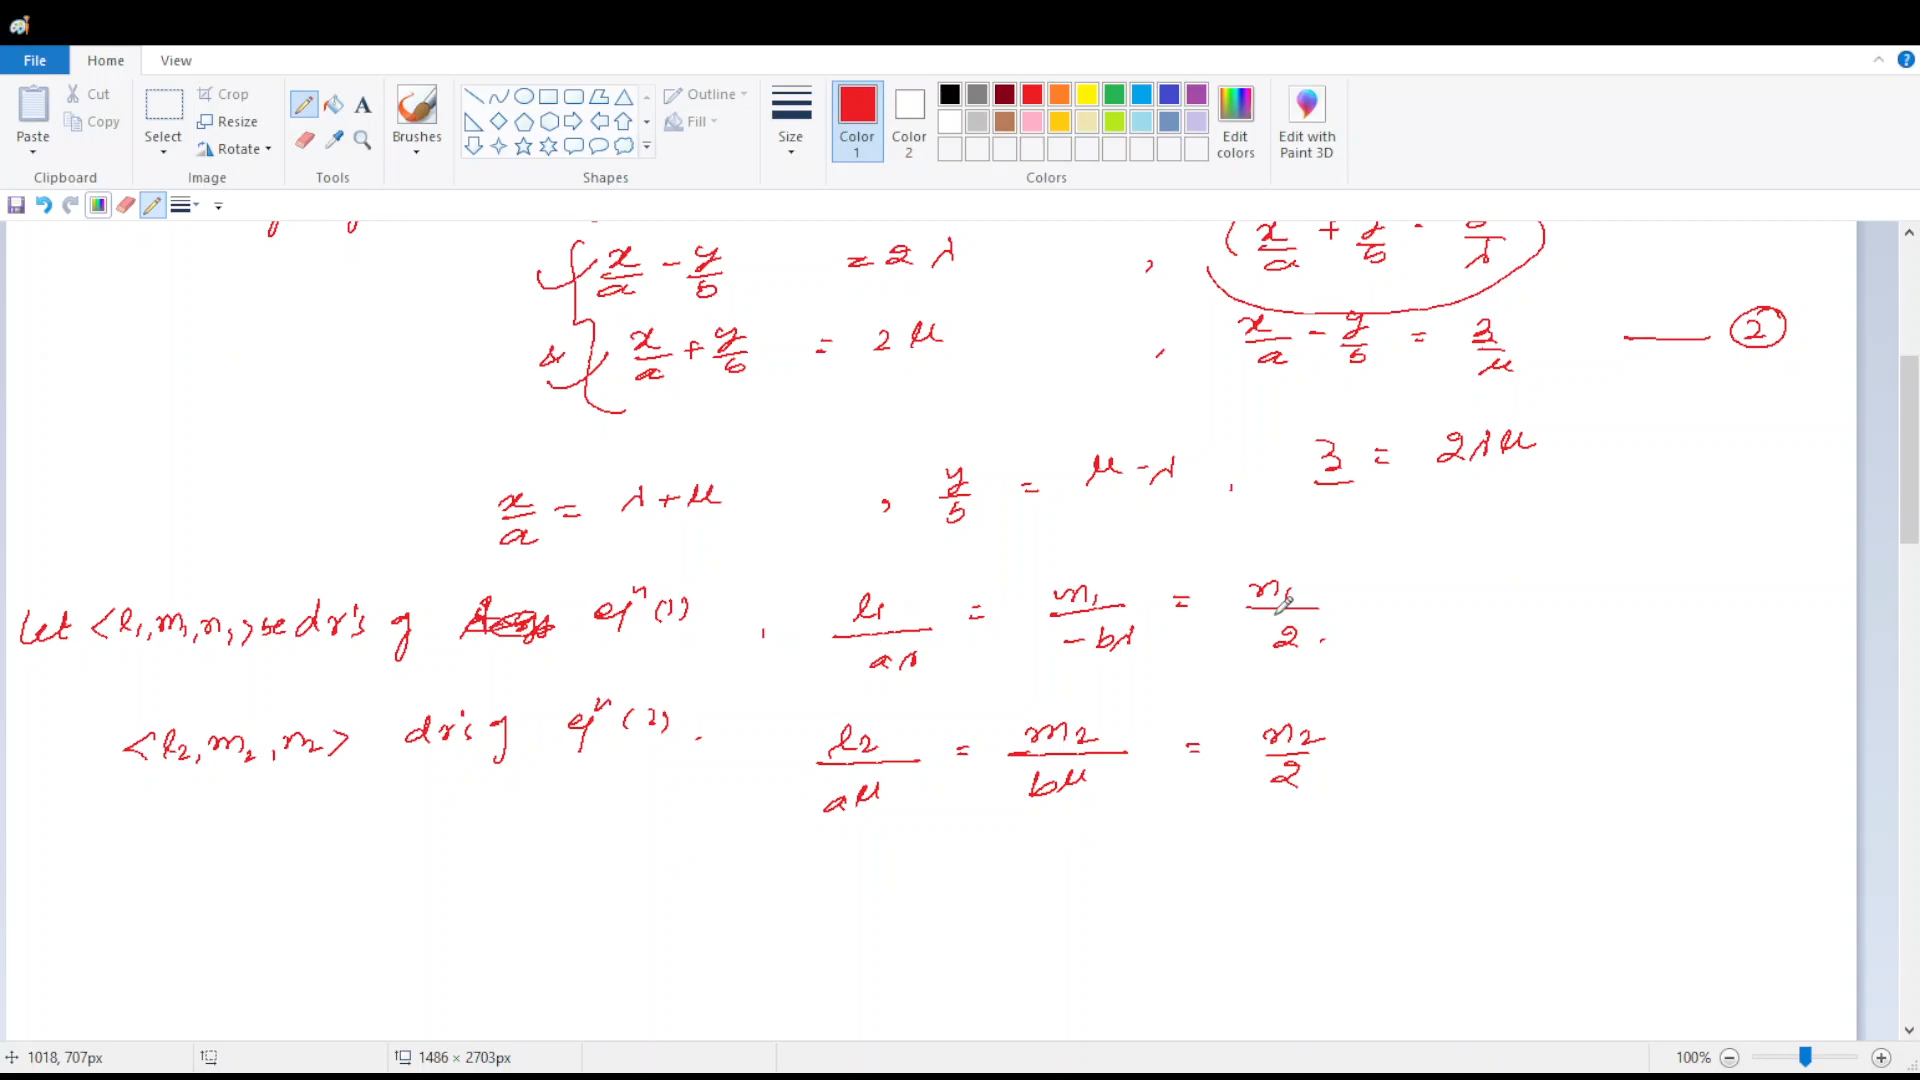 File Home View
Paste Cut Copy Clipboard
Select Crop Resize Rotate Image
Tools
Brushes
Shapes Outline Fill
Size
Color 1 Color 2 Edit colors Colors
Edit with Paint 3D
x/a - y/b = 2λ , (x/a + y/b = 3/λ)
& x/a + y/b = 2μ , x/a - y/b = 3/μ —— ②
x/a = λ+μ , y/b = μ-λ , 3 = 2λμ
Let <l₁, m₁, n₁> be dr's of eqⁿ (1) , l₁/aλ = m₁/-bλ = n₁/2 .
<l₂, m₂, n₂> dr's of eqⁿ (2) . l₂/aμ = m₂/bμ = n₂/2
1018, 707px 1486 × 2703px 100%